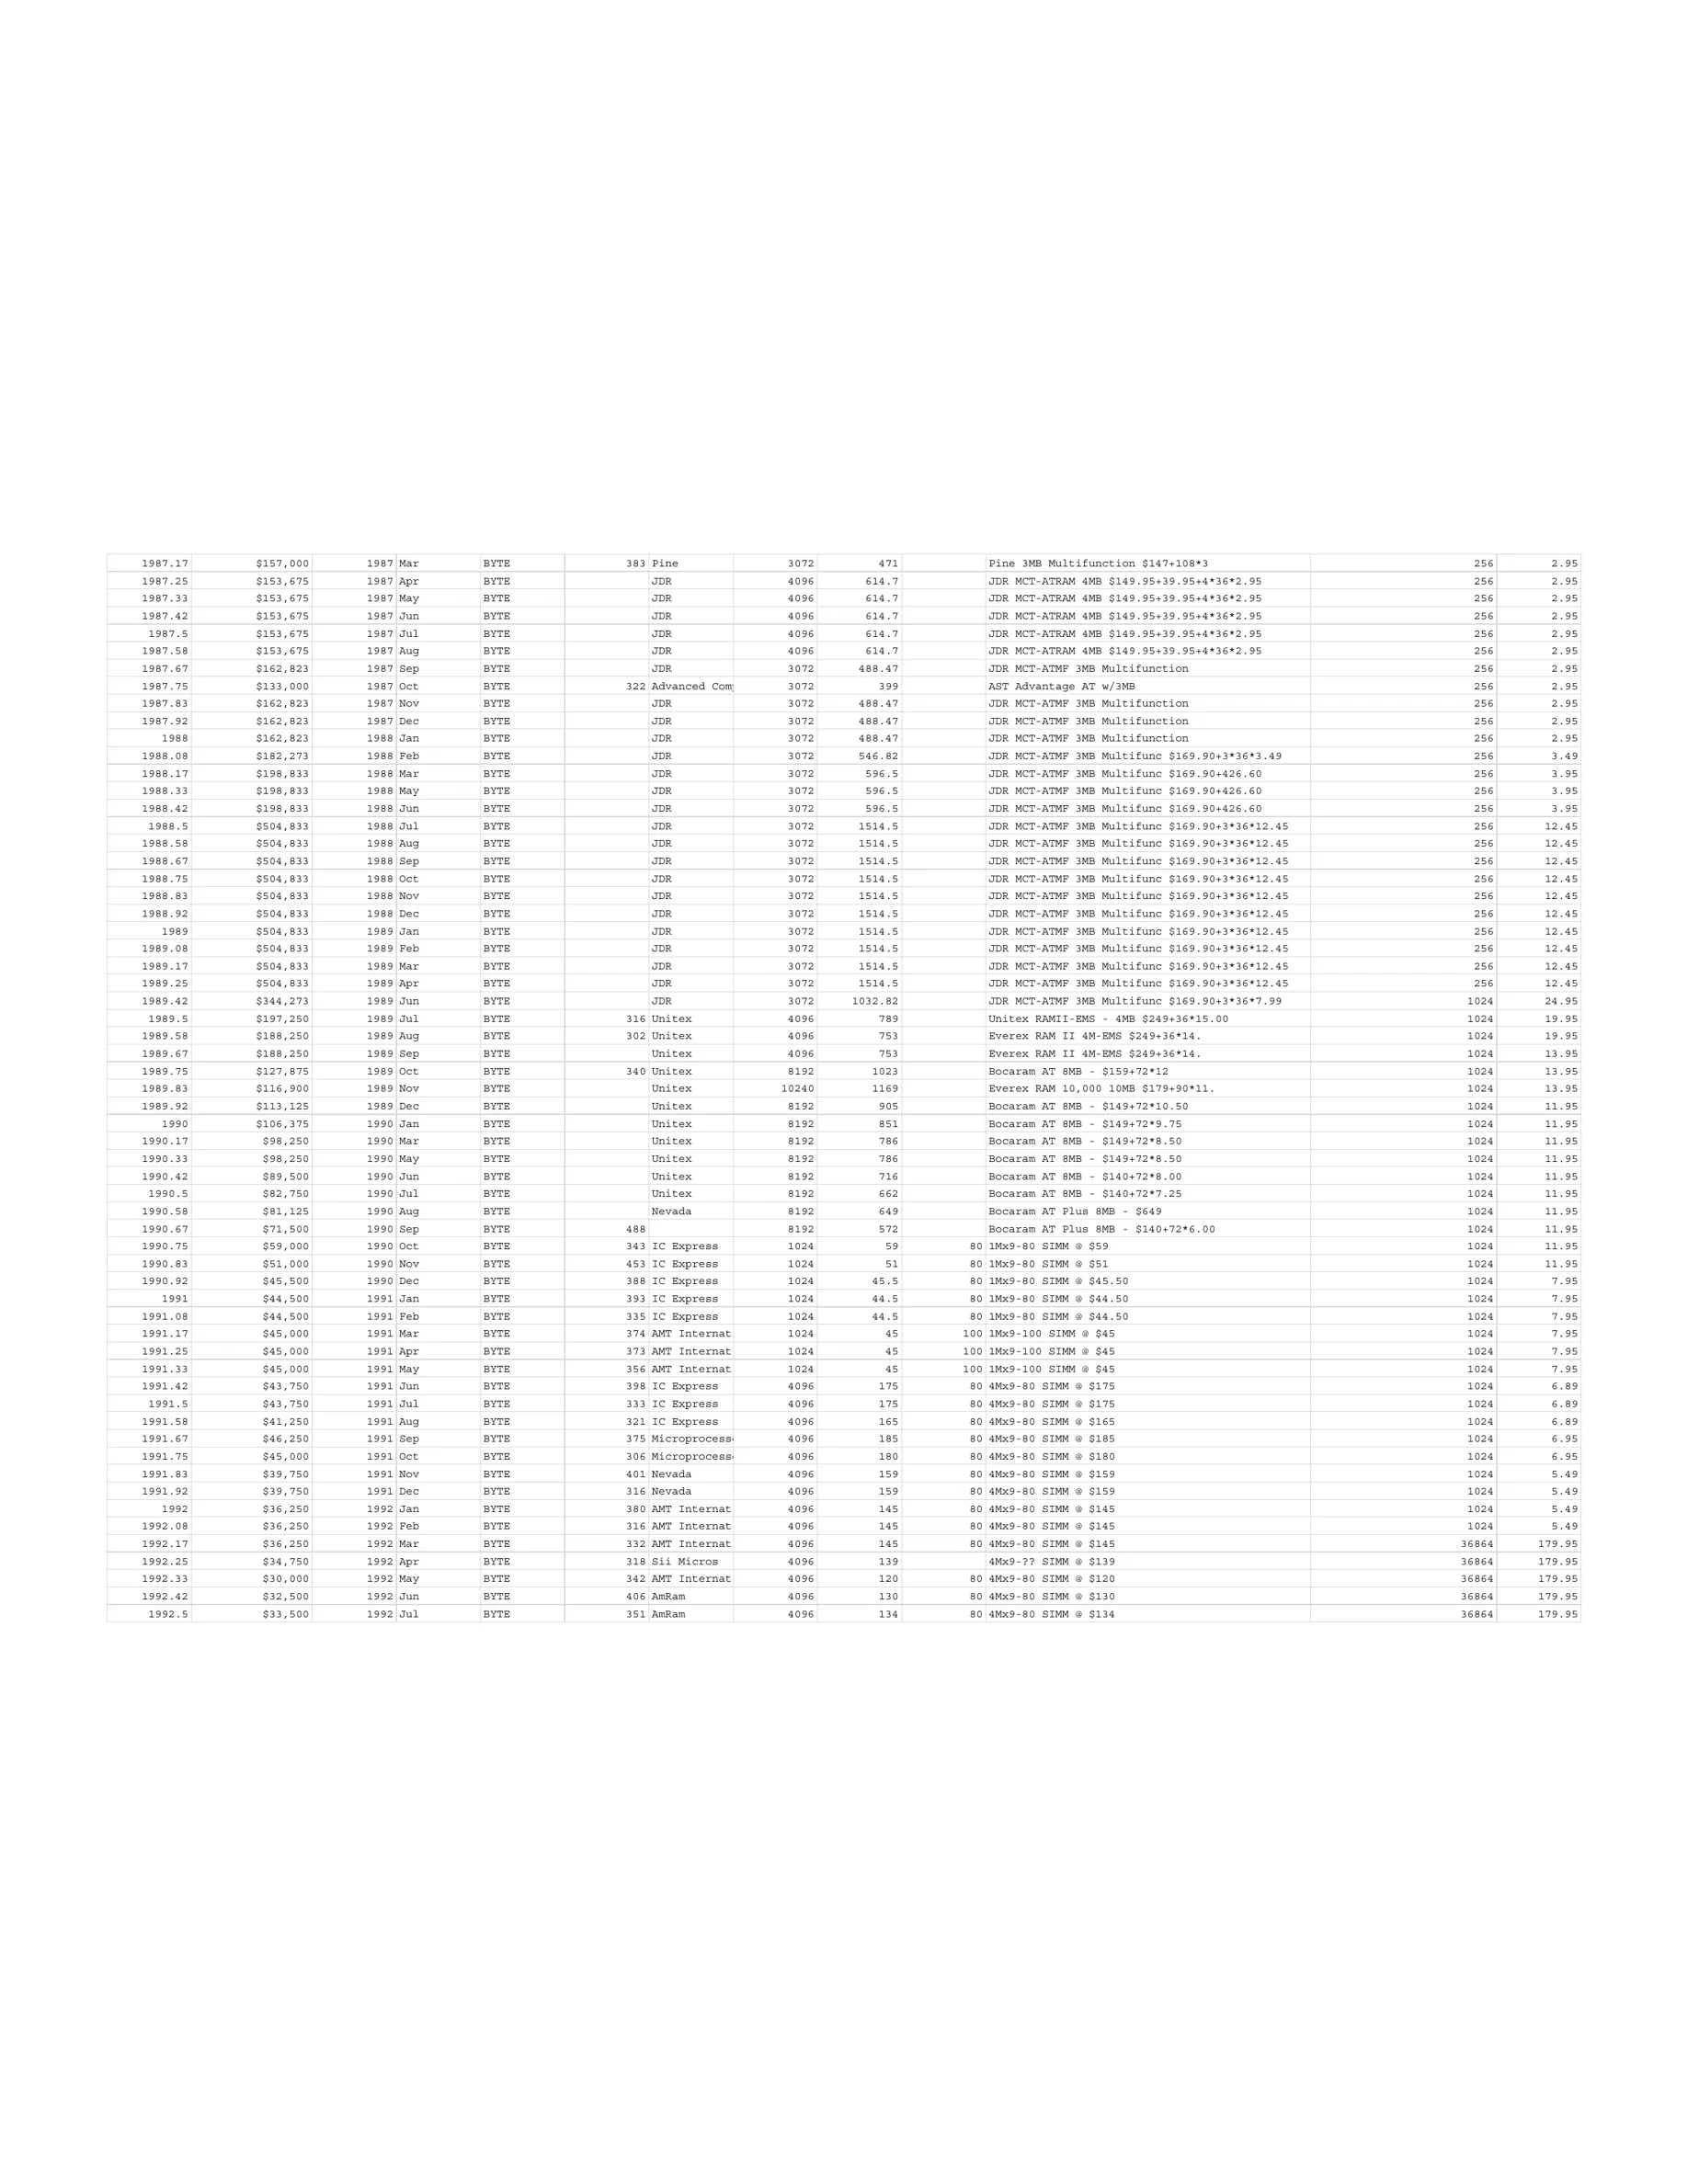 1987.17 $157,000 1987 Mar BYTE 383 Pine 3072 471 Pine 3MB Multifunction $147+108*3 256 2.95
1987.25 $153,675 1987 Apr BYTE JDR 4096 614.7 JDR MCT-ATRAM 4MB $149.95+39.95+4*36*2.95 256 2.95
1987.33 $153,675 1987 May BYTE JDR 4096 614.7 JDR MCT-ATRAM 4MB $149.95+39.95+4*36*2.95 256 2.95
1987.42 $153,675 1987 Jun BYTE JDR 4096 614.7 JDR MCT-ATRAM 4MB $149.95+39.95+4*36*2.95 256 2.95
1987.5 $153,675 1987 Jul BYTE JDR 4096 614.7 JDR MCT-ATRAM 4MB $149.95+39.95+4*36*2.95 256 2.95
1987.58 $153,675 1987 Aug BYTE JDR 4096 614.7 JDR MCT-ATRAM 4MB $149.95+39.95+4*36*2.95 256 2.95
1987.67 $162,823 1987 Sep BYTE JDR 3072 488.47 JDR MCT-ATMF 3MB Multifunction 256 2.95
1987.75 $133,000 1987 Oct BYTE 322 Advanced Com 3072 399 AST Advantage AT w/3MB 256 2.95
1987.83 $162,823 1987 Nov BYTE JDR 3072 488.47 JDR MCT-ATMF 3MB Multifunction 256 2.95
1987.92 $162,823 1987 Dec BYTE JDR 3072 488.47 JDR MCT-ATMF 3MB Multifunction 256 2.95
1988 $162,823 1988 Jan BYTE JDR 3072 488.47 JDR MCT-ATMF 3MB Multifunction 256 2.95
1988.08 $182,273 1988 Feb BYTE JDR 3072 546.82 JDR MCT-ATMF 3MB Multifunc $169.90+3*36*3.49 256 3.49
1988.17 $198,833 1988 Mar BYTE JDR 3072 596.5 JDR MCT-ATMF 3MB Multifunc $169.90+426.60 256 3.95
1988.33 $198,833 1988 May BYTE JDR 3072 596.5 JDR MCT-ATMF 3MB Multifunc $169.90+426.60 256 3.95
1988.42 $198,833 1988 Jun BYTE JDR 3072 596.5 JDR MCT-ATMF 3MB Multifunc $169.90+426.60 256 3.95
1988.5 $504,833 1988 Jul BYTE JDR 3072 1514.5 JDR MCT-ATMF 3MB Multifunc $169.90+3*36*12.45 256 12.45
1988.58 $504,833 1988 Aug BYTE JDR 3072 1514.5 JDR MCT-ATMF 3MB Multifunc $169.90+3*36*12.45 256 12.45
1988.67 $504,833 1988 Sep BYTE JDR 3072 1514.5 JDR MCT-ATMF 3MB Multifunc $169.90+3*36*12.45 256 12.45
1988.75 $504,833 1988 Oct BYTE JDR 3072 1514.5 JDR MCT-ATMF 3MB Multifunc $169.90+3*36*12.45 256 12.45
1988.83 $504,833 1988 Nov BYTE JDR 3072 1514.5 JDR MCT-ATMF 3MB Multifunc $169.90+3*36*12.45 256 12.45
1988.92 $504,833 1988 Dec BYTE JDR 3072 1514.5 JDR MCT-ATMF 3MB Multifunc $169.90+3*36*12.45 256 12.45
1989 $504,833 1989 Jan BYTE JDR 3072 1514.5 JDR MCT-ATMF 3MB Multifunc $169.90+3*36*12.45 256 12.45
1989.08 $504,833 1989 Feb BYTE JDR 3072 1514.5 JDR MCT-ATMF 3MB Multifunc $169.90+3*36*12.45 256 12.45
1989.17 $504,833 1989 Mar BYTE JDR 3072 1514.5 JDR MCT-ATMF 3MB Multifunc $169.90+3*36*12.45 256 12.45
1989.25 $504,833 1989 Apr BYTE JDR 3072 1514.5 JDR MCT-ATMF 3MB Multifunc $169.90+3*36*12.45 256 12.45
1989.42 $344,273 1989 Jun BYTE JDR 3072 1032.82 JDR MCT-ATMF 3MB Multifunc $169.90+3*36*7.99 1024 24.95
1989.5 $197,250 1989 Jul BYTE 316 Unitex 4096 789 Unitex RAMII-EMS - 4MB $249+36*15.00 1024 19.95
1989.58 $188,250 1989 Aug BYTE 302 Unitex 4096 753 Everex RAM II 4M-EMS $249+36*14. 1024 19.95
1989.67 $188,250 1989 Sep BYTE Unitex 4096 753 Everex RAM II 4M-EMS $249+36*14. 1024 13.95
1989.75 $127,875 1989 Oct BYTE 340 Unitex 8192 1023 Bocaram AT 8MB - $159+72*12 1024 13.95
1989.83 $116,900 1989 Nov BYTE Unitex 10240 1169 Everex RAM 10,000 10MB $179+90*11. 1024 13.95
1989.92 $113,125 1989 Dec BYTE Unitex 8192 905 Bocaram AT 8MB - $149+72*10.50 1024 11.95
1990 $106,375 1990 Jan BYTE Unitex 8192 851 Bocaram AT 8MB - $149+72*9.75 1024 11.95
1990.17 $98,250 1990 Mar BYTE Unitex 8192 786 Bocaram AT 8MB - $149+72*8.50 1024 11.95
1990.33 $98,250 1990 May BYTE Unitex 8192 786 Bocaram AT 8MB - $149+72*8.50 1024 11.95
1990.42 $89,500 1990 Jun BYTE Unitex 8192 716 Bocaram AT 8MB - $140+72*8.00 1024 11.95
1990.5 $82,750 1990 Jul BYTE Unitex 8192 662 Bocaram AT 8MB - $140+72*7.25 1024 11.95
1990.58 $81,125 1990 Aug BYTE Nevada 8192 649 Bocaram AT Plus 8MB - $649 1024 11.95
1990.67 $71,500 1990 Sep BYTE 488 8192 572 Bocaram AT Plus 8MB - $140+72*6.00 1024 11.95
1990.75 $59,000 1990 Oct BYTE 343 IC Express 1024 59 80 1Mx9-80 SIMM @ $59 1024 11.95
1990.83 $51,000 1990 Nov BYTE 453 IC Express 1024 51 80 1Mx9-80 SIMM @ $51 1024 11.95
1990.92 $45,500 1990 Dec BYTE 388 IC Express 1024 45.5 80 1Mx9-80 SIMM @ $45.50 1024 7.95
1991 $44,500 1991 Jan BYTE 393 IC Express 1024 44.5 80 1Mx9-80 SIMM @ $44.50 1024 7.95
1991.08 $44,500 1991 Feb BYTE 335 IC Express 1024 44.5 80 1Mx9-80 SIMM @ $44.50 1024 7.95
1991.17 $45,000 1991 Mar BYTE 374 AMT Internat 1024 45 100 1Mx9-100 SIMM @ $45 1024 7.95
1991.25 $45,000 1991 Apr BYTE 373 AMT Internat 1024 45 100 1Mx9-100 SIMM @ $45 1024 7.95
1991.33 $45,000 1991 May BYTE 356 AMT Internat 1024 45 100 1Mx9-100 SIMM @ $45 1024 7.95
1991.42 $43,750 1991 Jun BYTE 398 IC Express 4096 175 80 4Mx9-80 SIMM @ $175 1024 6.89
1991.5 $43,750 1991 Jul BYTE 333 IC Express 4096 175 80 4Mx9-80 SIMM @ $175 1024 6.89
1991.58 $41,250 1991 Aug BYTE 321 IC Express 4096 165 80 4Mx9-80 SIMM @ $165 1024 6.89
1991.67 $46,250 1991 Sep BYTE 375 Microprocess 4096 185 80 4Mx9-80 SIMM @ $185 1024 6.95
1991.75 $45,000 1991 Oct BYTE 306 Microprocess 4096 180 80 4Mx9-80 SIMM @ $180 1024 6.95
1991.83 $39,750 1991 Nov BYTE 401 Nevada 4096 159 80 4Mx9-80 SIMM @ $159 1024 5.49
1991.92 $39,750 1991 Dec BYTE 316 Nevada 4096 159 80 4Mx9-80 SIMM @ $159 1024 5.49
1992 $36,250 1992 Jan BYTE 380 AMT Internat 4096 145 80 4Mx9-80 SIMM @ $145 1024 5.49
1992.08 $36,250 1992 Feb BYTE 316 AMT Internat 4096 145 80 4Mx9-80 SIMM @ $145 1024 5.49
1992.17 $36,250 1992 Mar BYTE 332 AMT Internat 4096 145 80 4Mx9-80 SIMM @ $145 36864 179.95
1992.25 $34,750 1992 Apr BYTE 318 Sii Micros 4096 139 4Mx9-?? SIMM @ $139 36864 179.95
1992.33 $30,000 1992 May BYTE 342 AMT Internat 4096 120 80 4Mx9-80 SIMM @ $120 36864 179.95
1992.42 $32,500 1992 Jun BYTE 406 AmRam 4096 130 80 4Mx9-80 SIMM @ $130 36864 179.95
1992.5 $33,500 1992 Jul BYTE 351 AmRam 4096 134 80 4Mx9-80 SIMM @ $134 36864 179.95